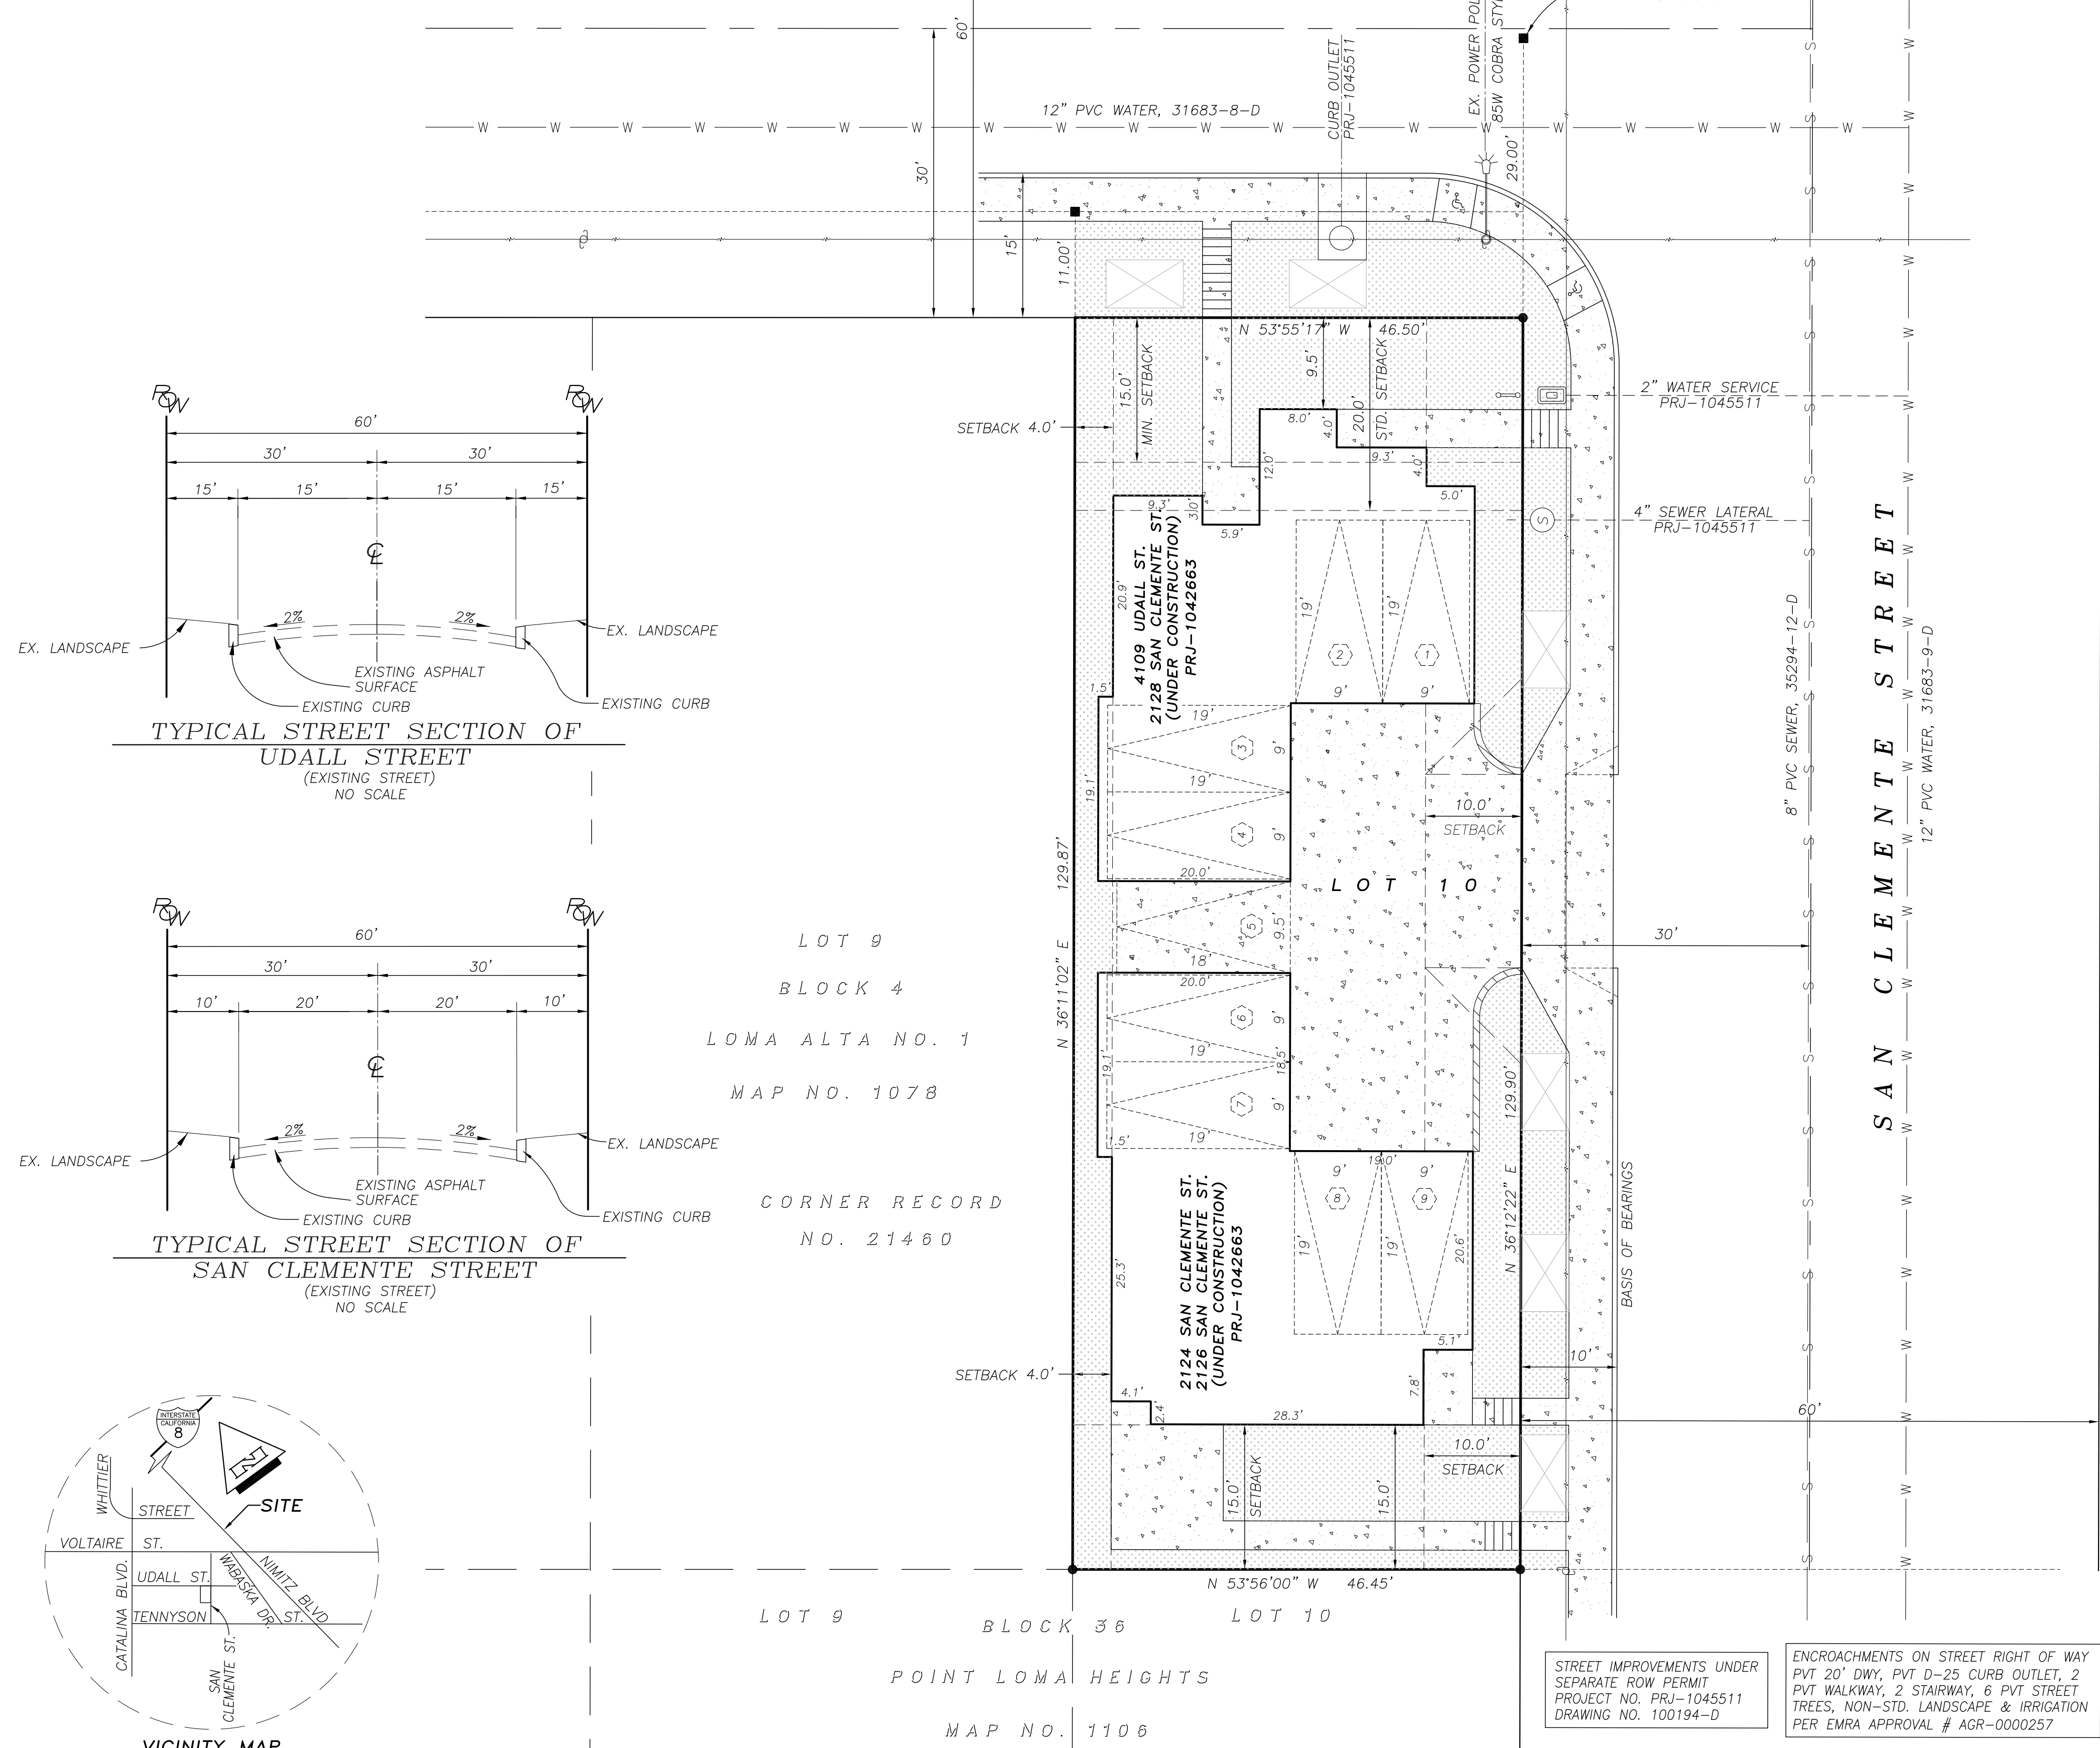 60'
30'
15'
11.00'
12" PVC WATER, 31683-8-D
CURB OUTLET
PRJ-1045511
EX. POWER POL
85W COBRA STY
29.00'
N 53°55'17" W 46.50'
15.0'
MIN. SETBACK
9.5'
20.0'
STD. SETBACK
SETBACK 4.0'
8.0'
4.0'
9.3'
4.0'
5.0'
12.0'
9.3'
3.0'
5.9'
2" WATER SERVICE
PRJ-1045511
4" SEWER LATERAL
PRJ-1045511
4109 UDALL ST.
2128 SAN CLEMENTE ST.
(UNDER CONSTRUCTION)
PRJ-1042663
20.9'
19'
19'
2
1
9'
9'
1.5'
19'
3
9'
19'
19.1'
4
9'
20.0'
10.0'
SETBACK
LOT 10
5
9.5'
18'
20.0'
6
9'
19'
19.1'
18.5'
7
9'
1.5'
19'
19.0'
9'
9'
8
9
19'
19'
20.6'
129.87'
N 36°11'02" E
129.90'
N 36°12'22" E
BASIS OF BEARINGS
30'
10'
60'
8" PVC SEWER, 35294-12-D
12" PVC WATER, 31683-9-D
SAN CLEMENTE STREET
2124 SAN CLEMENTE ST.
2126 SAN CLEMENTE ST.
(UNDER CONSTRUCTION)
PRJ-1042663
25.3'
5.1'
7.8'
SETBACK 4.0'
4.1'
2.4'
28.3'
15.0'
SETBACK
15.0'
10.0'
SETBACK
N 53°56'00" W 46.45'
ROW
ROW
60'
30' 30'
15' 15' 15' 15'
CL
2% 2%
EX. LANDSCAPE
EX. LANDSCAPE
EXISTING ASPHALT
SURFACE
EXISTING CURB
EXISTING CURB
TYPICAL STREET SECTION OF
UDALL STREET
(EXISTING STREET)
NO SCALE
ROW
ROW
60'
30' 30'
10' 20' 20' 10'
CL
2% 2%
EX. LANDSCAPE
EX. LANDSCAPE
EXISTING ASPHALT
SURFACE
EXISTING CURB
EXISTING CURB
TYPICAL STREET SECTION OF
SAN CLEMENTE STREET
(EXISTING STREET)
NO SCALE
LOT 9
BLOCK 4
LOMA ALTA NO. 1
MAP NO. 1078
CORNER RECORD
NO. 21460
INTERSTATE
CALIFORNIA
8
N
SITE
WHITTIER
STREET
VOLTAIRE ST.
UDALL ST.
TENNYSON ST.
CATALINA BLVD.
WABASKA DR.
NIMITZ BLVD
SAN
CLEMENTE ST.
VICINITY MAP
LOT 9
BLOCK 36
LOT 10
POINT LOMA HEIGHTS
MAP NO. 1106
STREET IMPROVEMENTS UNDER
SEPARATE ROW PERMIT
PROJECT NO. PRJ-1045511
DRAWING NO. 100194-D
ENCROACHMENTS ON STREET RIGHT OF WAY
PVT 20' DWY, PVT D-25 CURB OUTLET, 2
PVT WALKWAY, 2 STAIRWAY, 6 PVT STREET
TREES, NON-STD. LANDSCAPE & IRRIGATION
PER EMRA APPROVAL # AGR-0000257